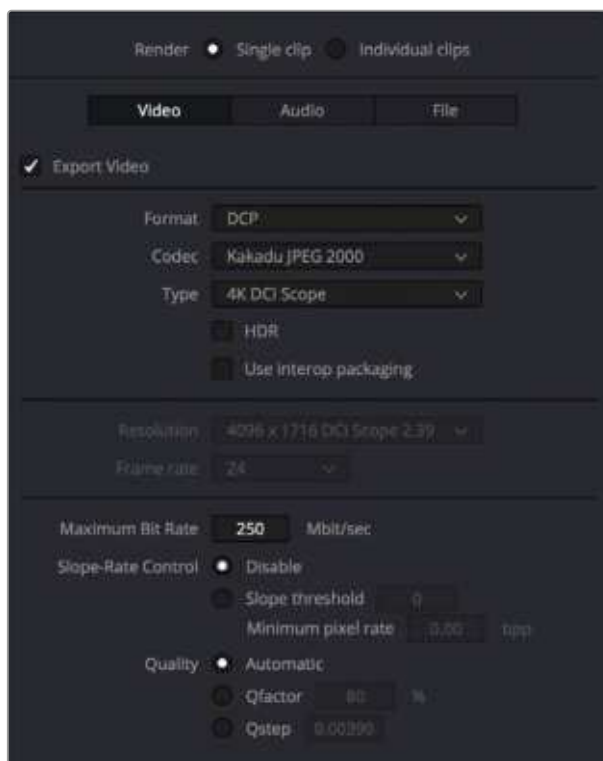 Render Single clip Individual clips
Video Audio File
Export Video
Format DCP
Codec Kakadu JPEG 2000
Type 4K DCI Scope
HDR
Use interop packaging
Resolution 4096 x 1716 DCI Scope 2.39
Frame rate 24
Maximum Bit Rate 250 Mbit/sec
Slope-Rate Control Disable
Slope threshold 0
Minimum pixel rate 0.00 bpp
Quality Automatic
Qfactor 80 %
Qstep 0.00390